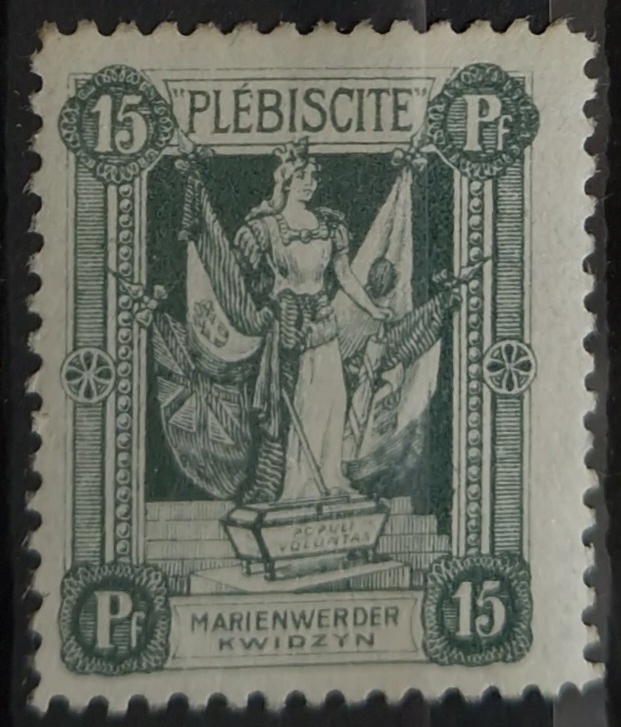 15 "PLÉBISCITE" Pf
POPULI
VOLUNTAS
Pf MARIENWERDER 15
KWIDZYN